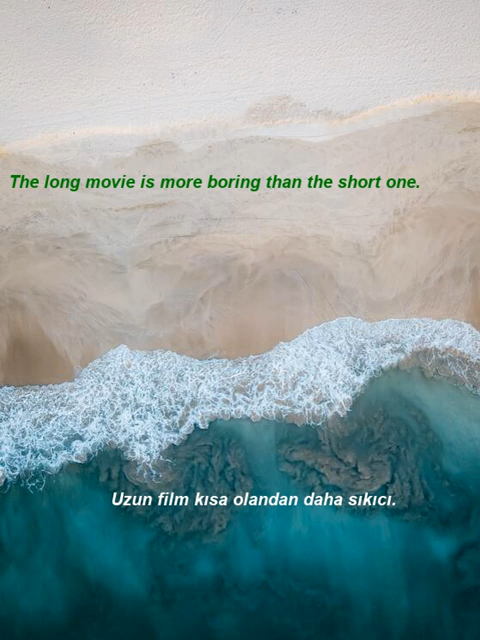 The long movie is more boring than the short one.
Uzun film kısa olandan daha sıkıcı.